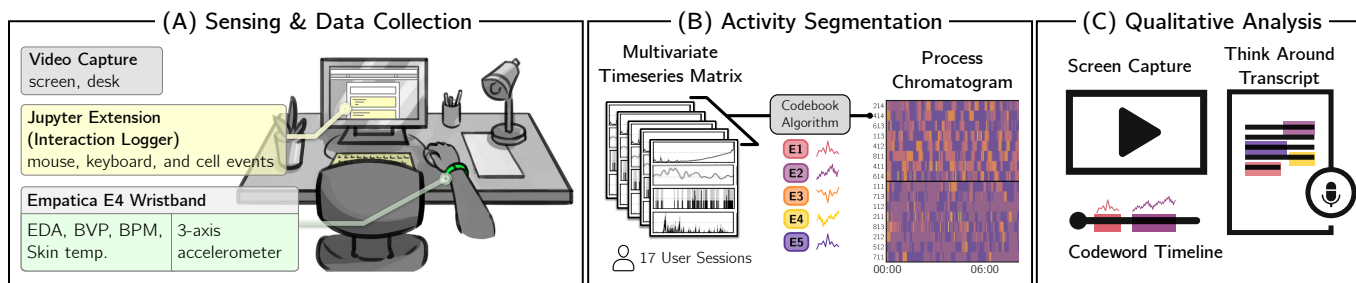 (A) Sensing & Data Collection
Video Capture
screen, desk
Jupyter Extension
(Interaction Logger)
mouse, keyboard, and cell events
Empatica E4 Wristband
EDA, BVP, BPM,
Skin temp.
3-axis
accelerometer
(B) Activity Segmentation
Multivariate
Timeseries Matrix
17 User Sessions
Codebook
Algorithm
E1
E2
E3
E4
E5
Process
Chromatogram
214
414
613
113
412
811
411
614
111
713
112
211
213
813
212
512
711
00:00
06:00
(C) Qualitative Analysis
Screen Capture
Codeword Timeline
Think Around
Transcript